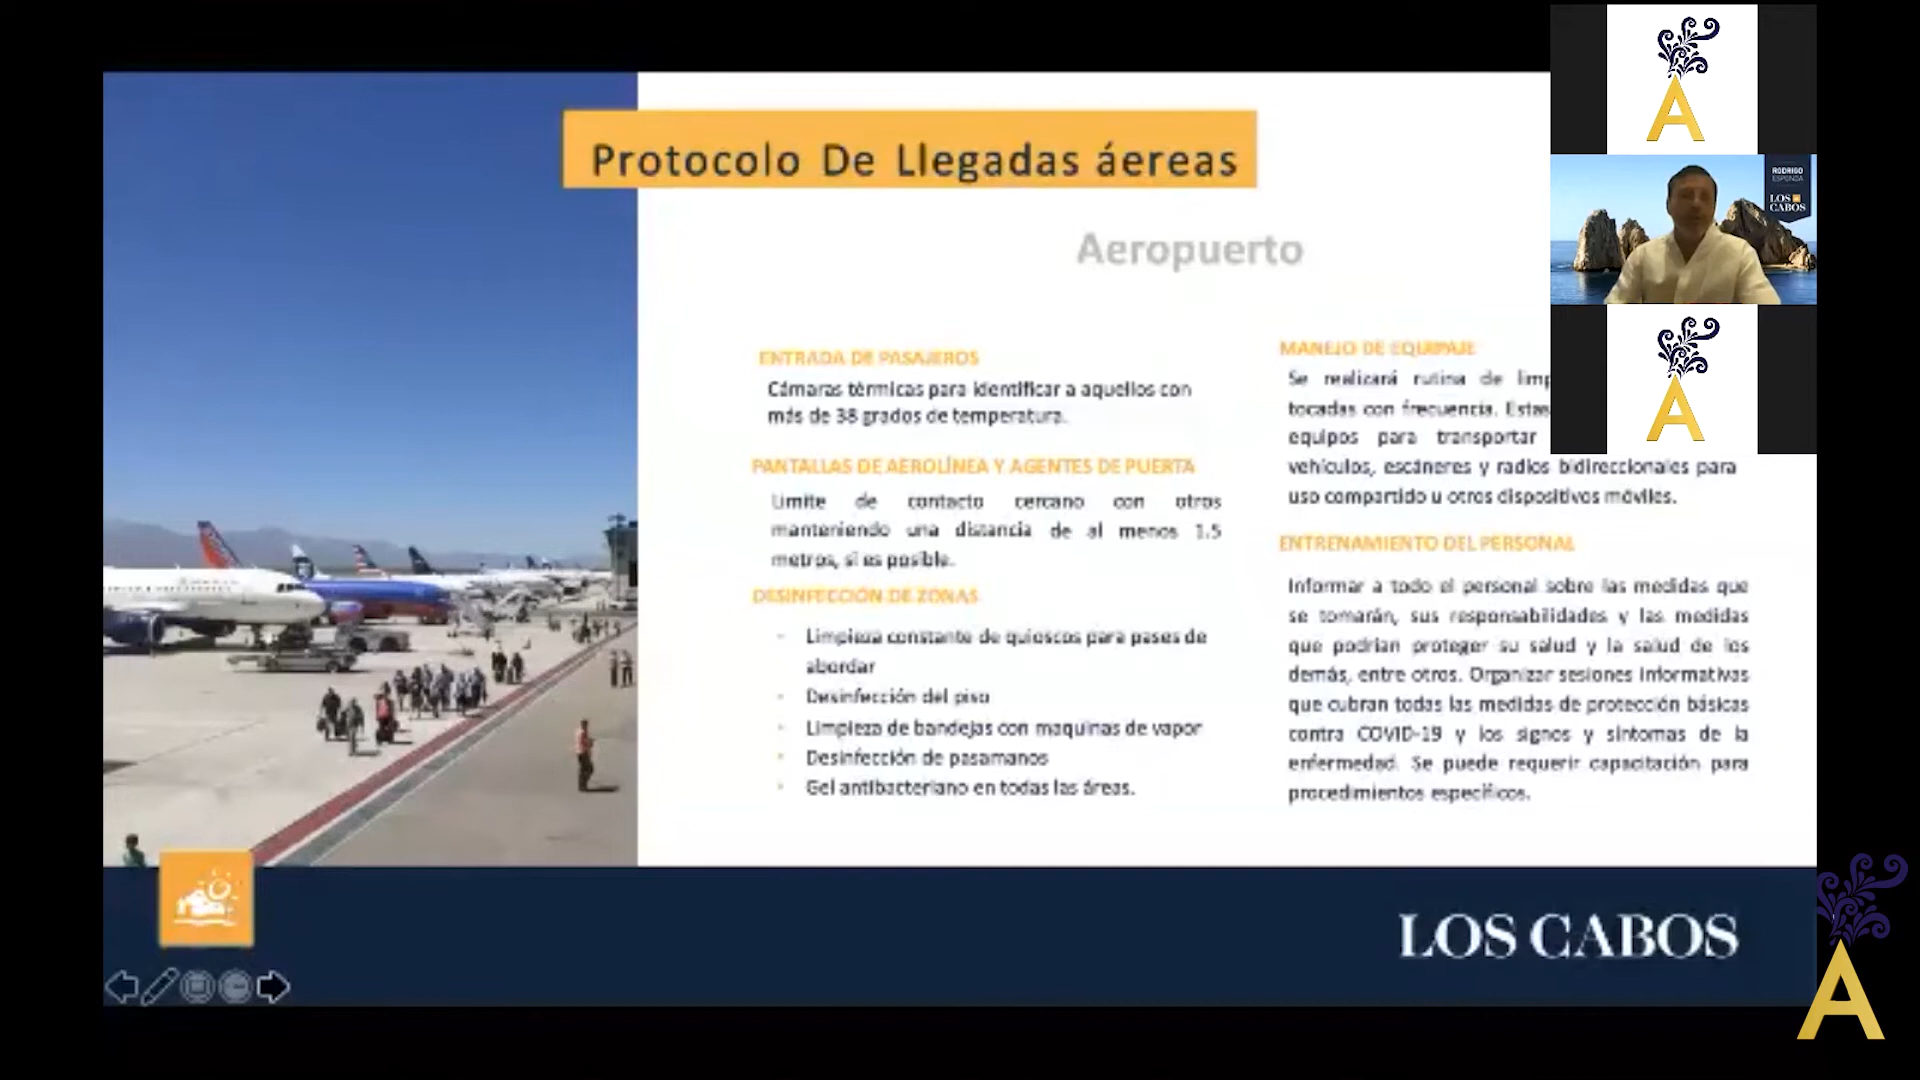 Protocolo De Llegadas áereas
Aeropuerto
ENTRADA DE PASAJEROS
Cámaras térmicas para identificar a aquellos con
más de 38 grados de temperatura.
PANTALLAS DE AEROLÍNEA Y AGENTES DE PUERTA
Limite de contacto cercano con otros
manteniendo una distancia de al menos 1.5
metros, si es posible.
DESINFECCIÓN DE ZONAS
- Limpieza constante de quioscos para pases de
abordar
- Desinfección del piso
- Limpieza de bandejas con maquinas de vapor
- Desinfección de pasamanos
- Gel antibacteriano en todas las áreas.
MANEJO DE EQUIPAJE
Se realizará rutina de limp
tocadas con frecuencia. Estas
equipos para transportar
vehículos, escáneres y radios bidireccionales para
uso compartido u otros dispositivos móviles.
ENTRENAMIENTO DEL PERSONAL
Informar a todo el personal sobre las medidas que
se tomarán, sus responsabilidades y las medidas
que podrían proteger su salud y la salud de los
demás, entre otros. Organizar sesiones informativas
que cubran todas las medidas de protección básicas
contra COVID-19 y los signos y síntomas de la
enfermedad. Se puede requerir capacitación para
procedimientos específicos.
LOS CABOS
A
RODRIGO
ESPONDA
LOS
CABOS
A
A